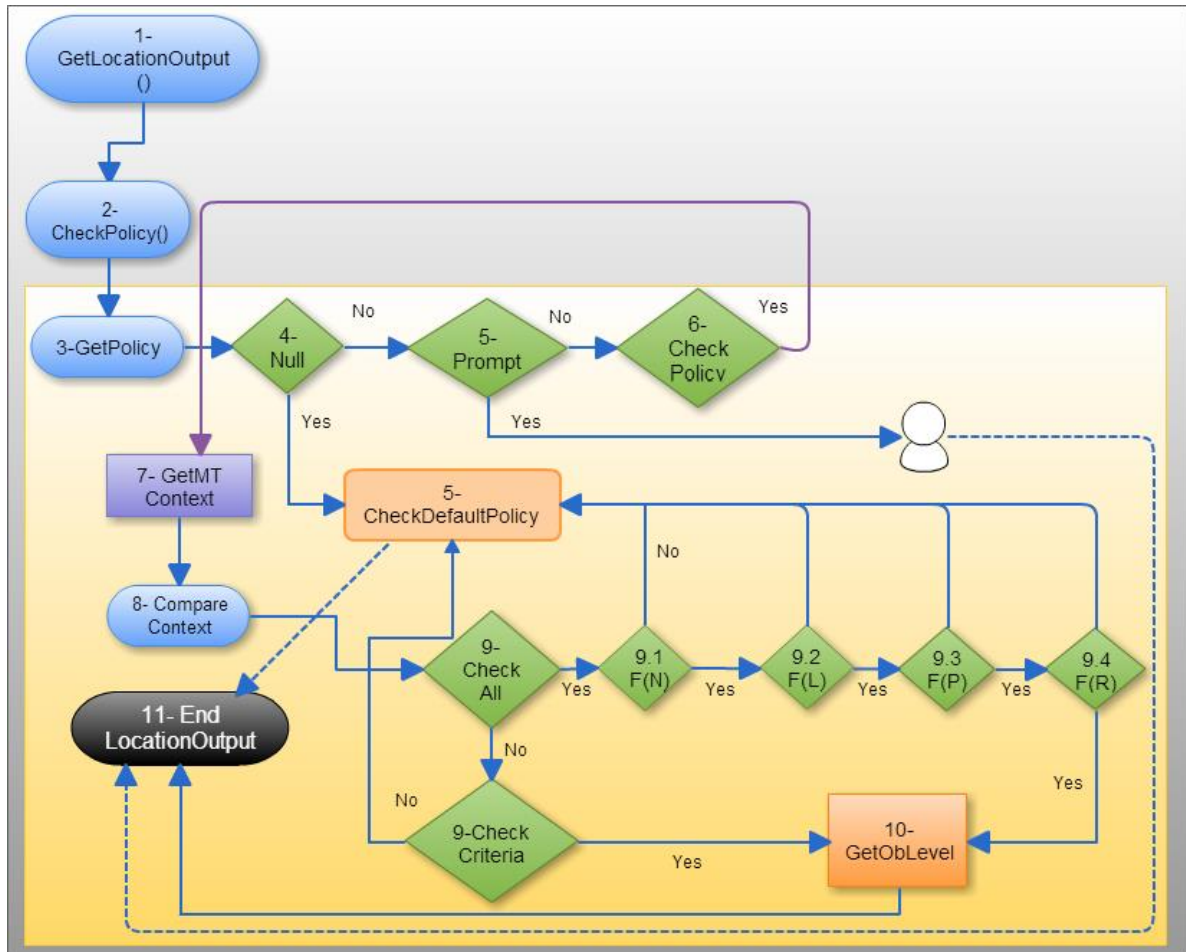 1-
GetLocationOutput
()
2-
CheckPolicy()
3-GetPolicy
4-
Null
No
5-
Prompt
No
6-
Check
Policy
Yes
Yes
Yes
7- GetMT
Context
5-
CheckDefaultPolicy
8- Compare
Context
9-
Check
All
Yes
9.1
F(N)
No
Yes
9.2
F(L)
Yes
9.3
F(P)
Yes
9.4
F(R)
Yes
No
11- End
LocationOutput
No
9-Check
Criteria
Yes
10-
GetObLevel